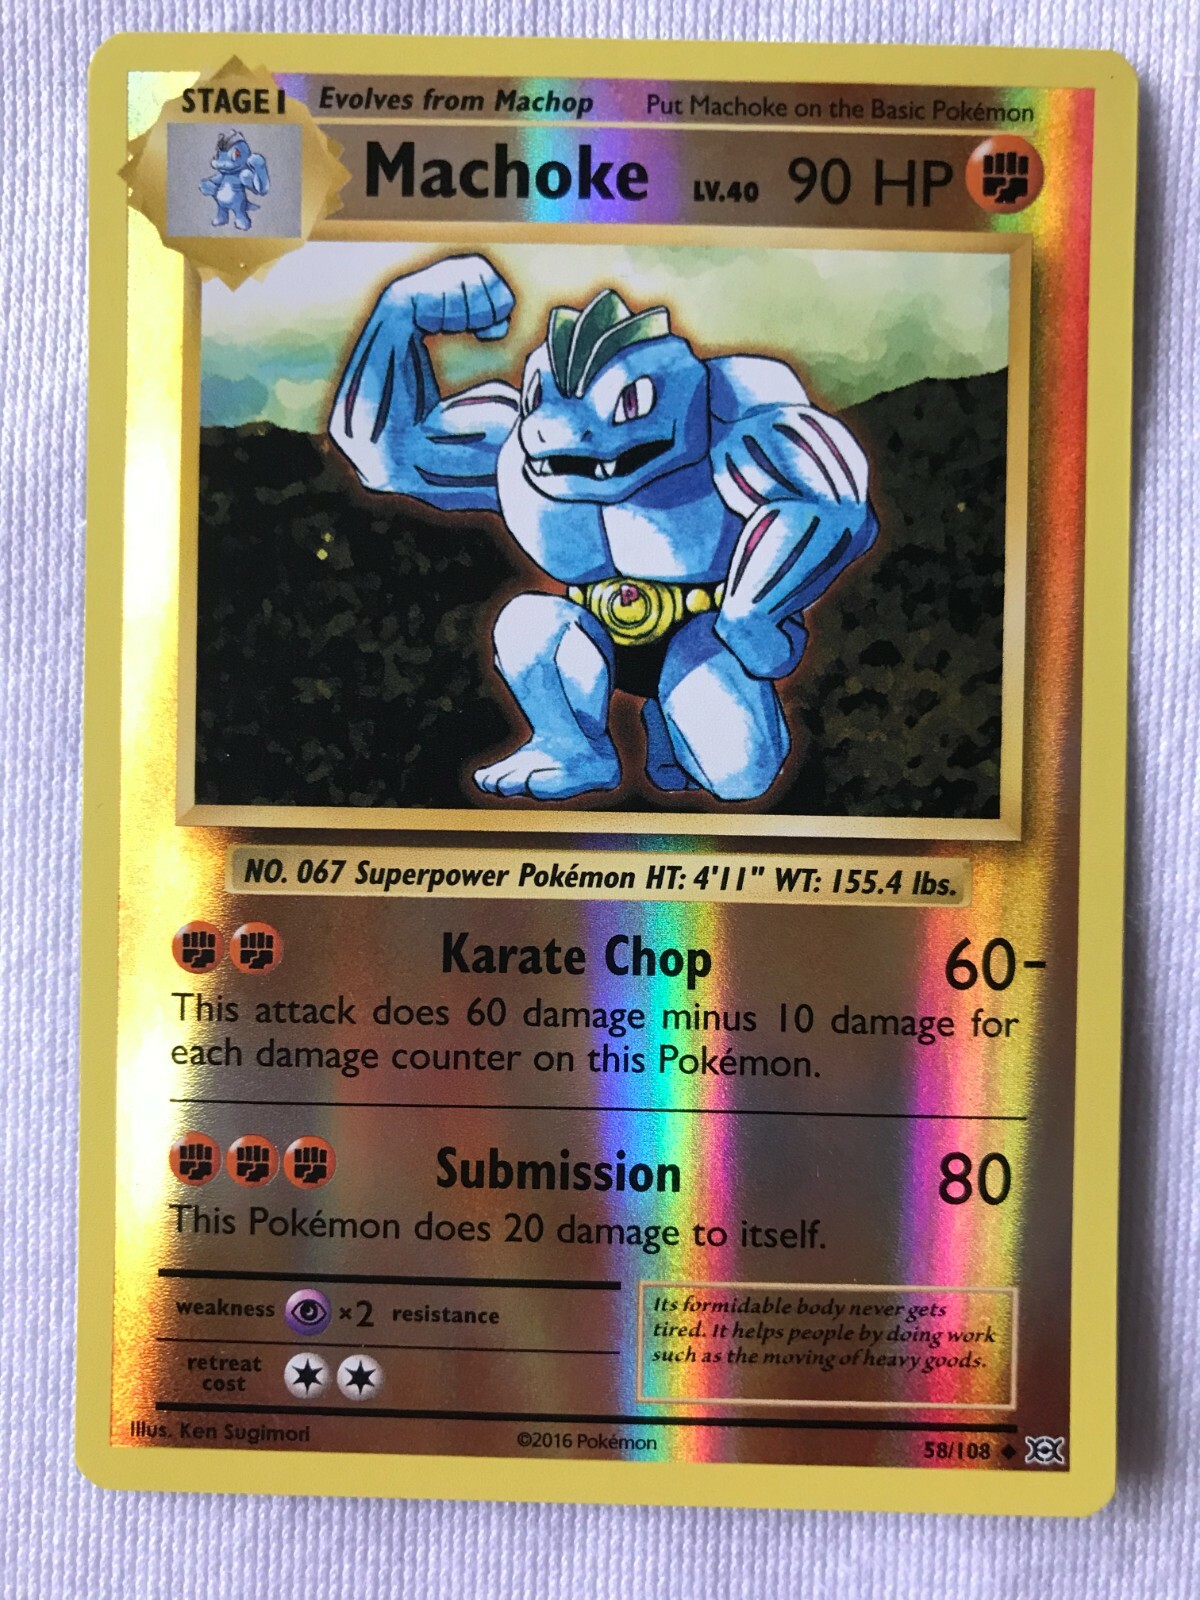 STAGE 1 Evolves from Machop Put Machoke on the Basic Pokémon
Machoke LV.40 90 HP
P
NO. 067 Superpower Pokémon HT: 4'11" WT: 155.4 lbs.
Karate Chop 60-
This attack does 60 damage minus 10 damage for
each damage counter on this Pokémon.
Submission 80
This Pokémon does 20 damage to itself.
weakness ×2 resistance
retreat
cost
Its formidable body never gets
tired. It helps people by doing work
such as the moving of heavy goods.
Illus. Ken Sugimori
©2016 Pokémon
58/108